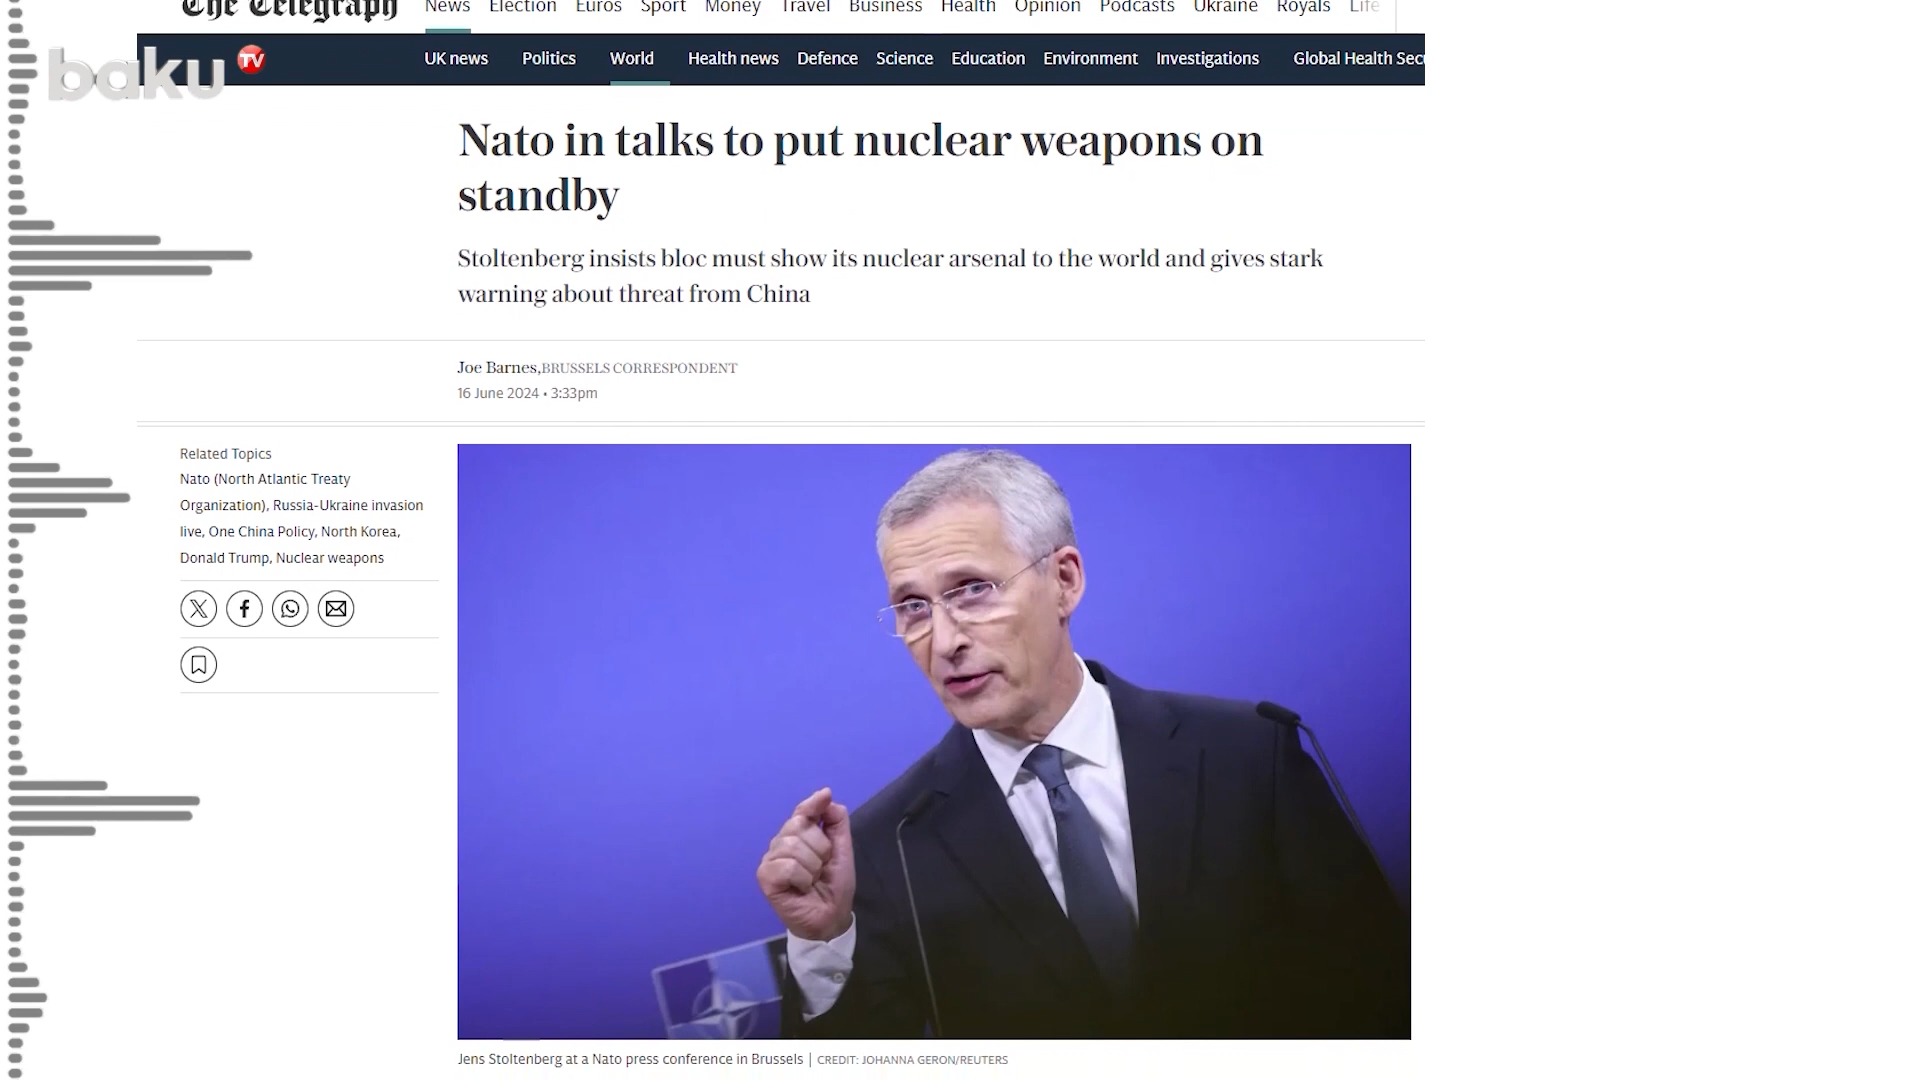 The Telegraph
News Election Euros Sport Money Travel Business Health Opinion Podcasts Ukraine Royals Life
baku TV
UK news Politics World Health news Defence Science Education Environment Investigations Global Health Secu
Nato in talks to put nuclear weapons on
standby
Stoltenberg insists bloc must show its nuclear arsenal to the world and gives stark
warning about threat from China
Joe Barnes, BRUSSELS CORRESPONDENT
16 June 2024 • 3:33pm
Related Topics
Nato (North Atlantic Treaty
Organization), Russia-Ukraine invasion
live, One China Policy, North Korea,
Donald Trump, Nuclear weapons
Jens Stoltenberg at a Nato press conference in Brussels | CREDIT: JOHANNA GERON/REUTERS